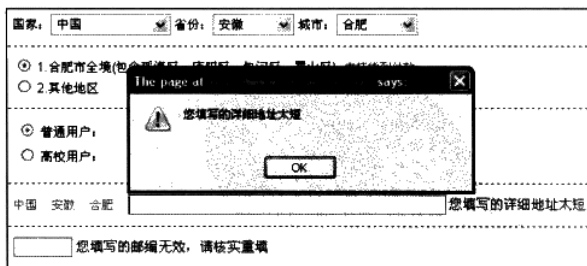 国家： 中国 省份： 安徽 城市： 合肥
1.合肥市全境(包
The page at says:
2.其他地区
您填写的详细地址太短
普通用户：
高校用户：
OK
中国 安徽 合肥 您填写的详细地址太短
您填写的邮编无效，请核实重填